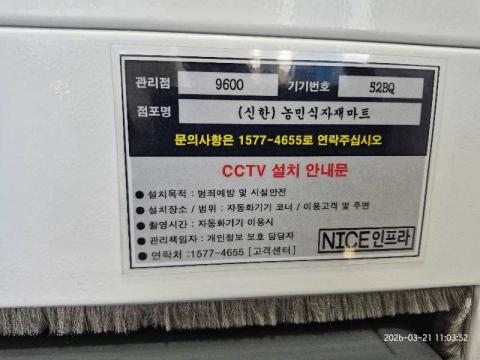 관리점 9600 기기번호 52BQ
점포명 (신한) 농민식자재마트
문의사항은 1577-4655로 연락주십시오
CCTV 설치 안내문
● 설치목적 : 범죄예방 및 시설안전
● 설치장소 / 범위 : 자동화기기 코너 / 이용고객 및 주변
● 촬영시간 : 자동화기기 이용시
● 관리책임자 : 개인정보 보호 담당자
● 연락처 : 1577-4655 [고객센터]
NICE인프라
2026-03-21 11:03:52